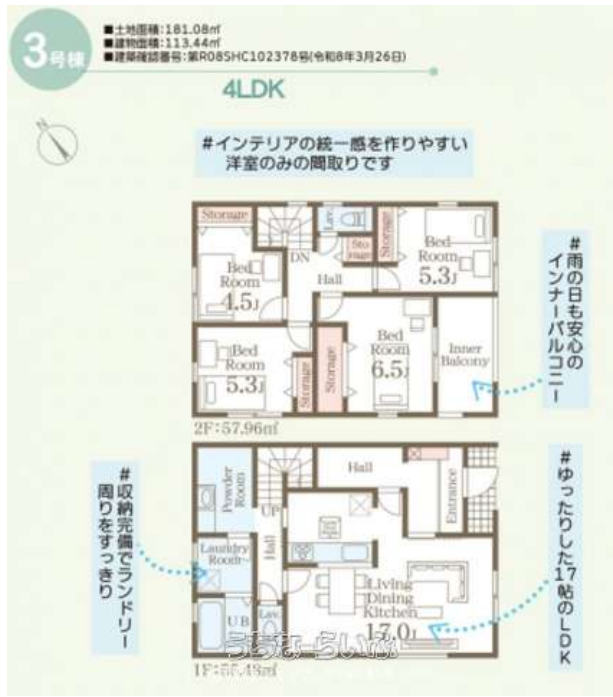 3号棟
■土地面積:181.08㎡
■建物面積:113.44㎡
■建築確認番号:第R08SHC102378号(令和8年3月26日)
4LDK
N
#インテリアの統一感を作りやすい
洋室のみの間取りです
Storage
Lav.
DN
Storage
Storage
Bed Room
5.3J
Bed Room
4.5J
Hall
#雨の日も安心の
インナーバルコニー
Bed Room
5.3J
Storage
Storage
Bed Room
6.5J
Inner Balcony
2F:57.96㎡
#収納完備でランドリー
周りをすっきり
Powder Room
UP
Hall
Hall
Entrance
Laundry Room
UB
Lav.
Living
Dining
Kitchen
17.0J
#ゆったりした17帖のLDK
1F:55.48㎡